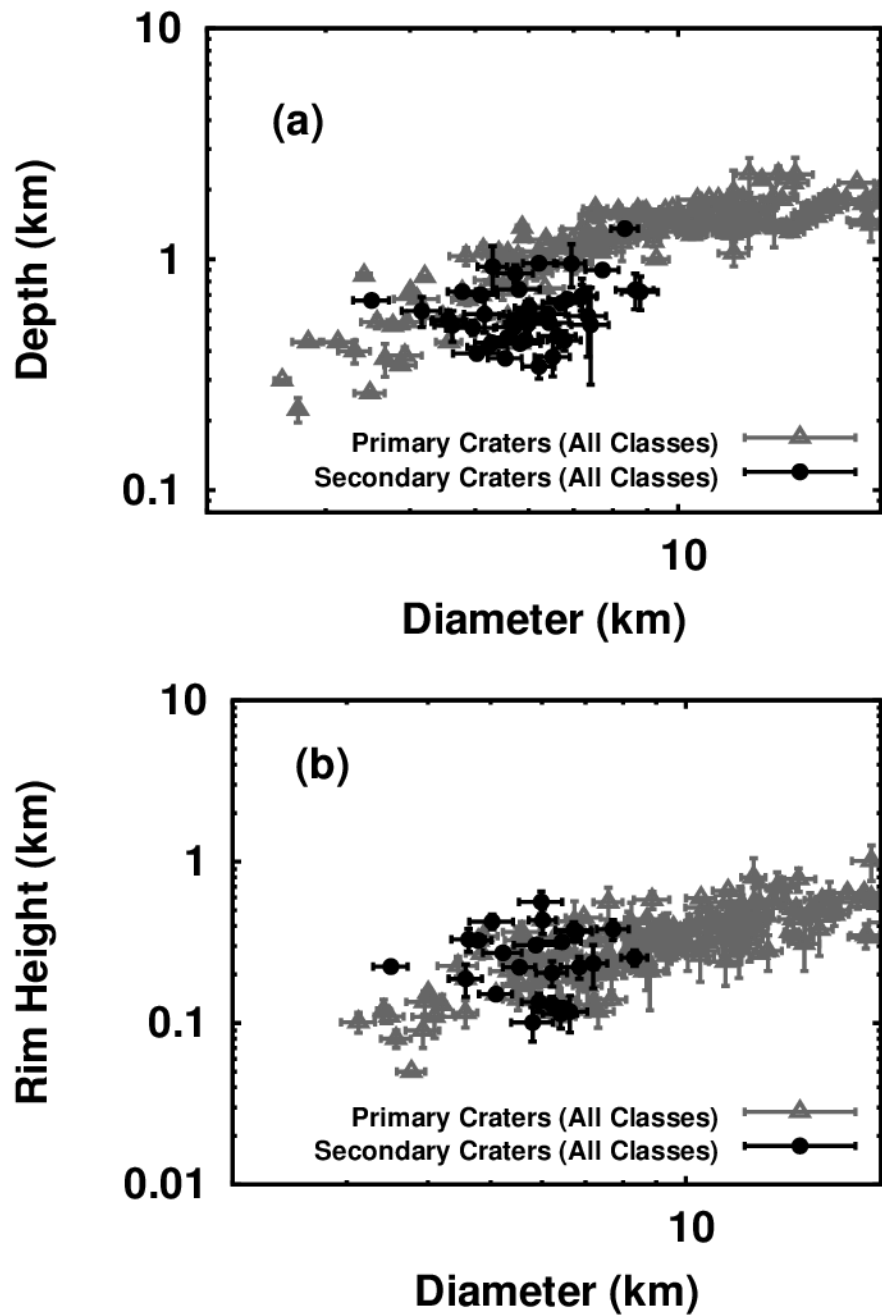 10
(a)
Depth (km)
1
Primary Craters (All Classes)
Secondary Craters (All Classes)
0.1
10
Diameter (km)
10
(b)
Rim Height (km)
1
0.1
Primary Craters (All Classes)
Secondary Craters (All Classes)
0.01
10
Diameter (km)